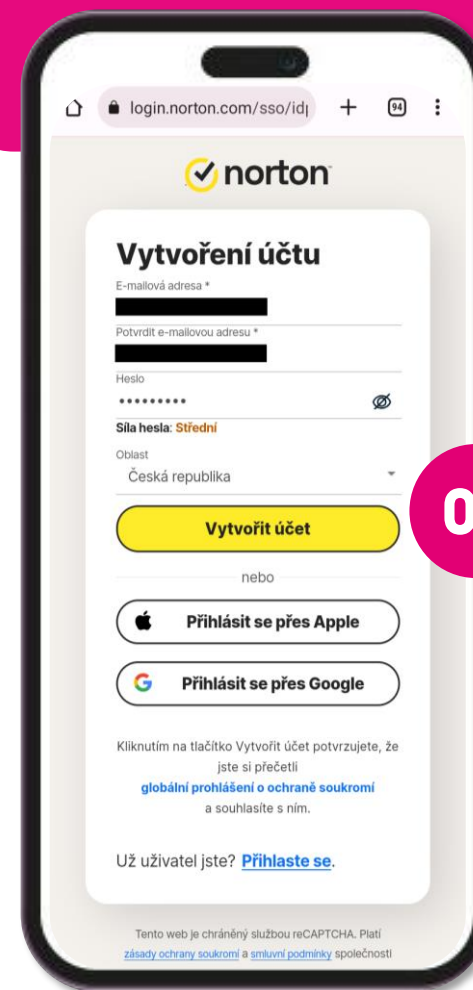 login.norton.com/sso/id
94
norton
Vytvoření účtu
E-mailová adresa *
Potvrdit e-mailovou adresu *
Heslo
•••••••••
Síla hesla: Střední
Oblast
Česká republika
Vytvořit účet
0
nebo
Přihlásit se přes Apple
Přihlásit se přes Google
Kliknutím na tlačítko Vytvořit účet potvrzujete, že
jste si přečetli
globální prohlášení o ochraně soukromí
a souhlasíte s ním.
Už uživatel jste? Přihlaste se.
Tento web je chráněný službou reCAPTCHA. Platí
zásady ochrany soukromí a smluvní podmínky společnosti